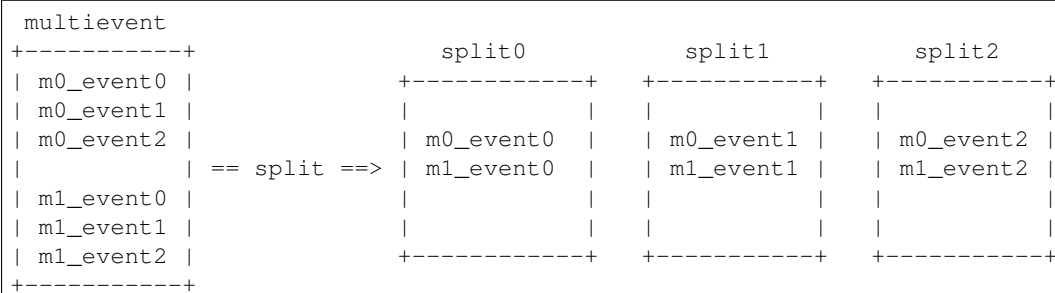 multievent
+-----------+                 split0             split1            split2
| m0_event0 |             +------------+   +-----------+   +-----------+
| m0_event1 |             |            |   |           |   |           |
| m0_event2 |             | m0_event0  |   | m0_event1 |   | m0_event2 |
|           | == split ==> | m1_event0  |   | m1_event1 |   | m1_event2 |
| m1_event0 |             |            |   |           |   |           |
| m1_event1 |             |            |   |           |   |           |
| m1_event2 |             +------------+   +-----------+   +-----------+
+-----------+